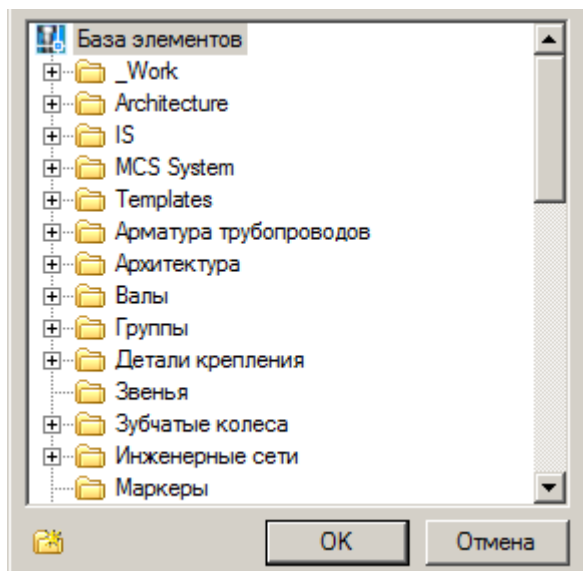 База элементов
_Work
Architecture
IS
MCS System
Templates
Арматура трубопроводов
Архитектура
Валы
Группы
Детали крепления
Звенья
Зубчатые колеса
Инженерные сети
Маркеры
OK
Отмена